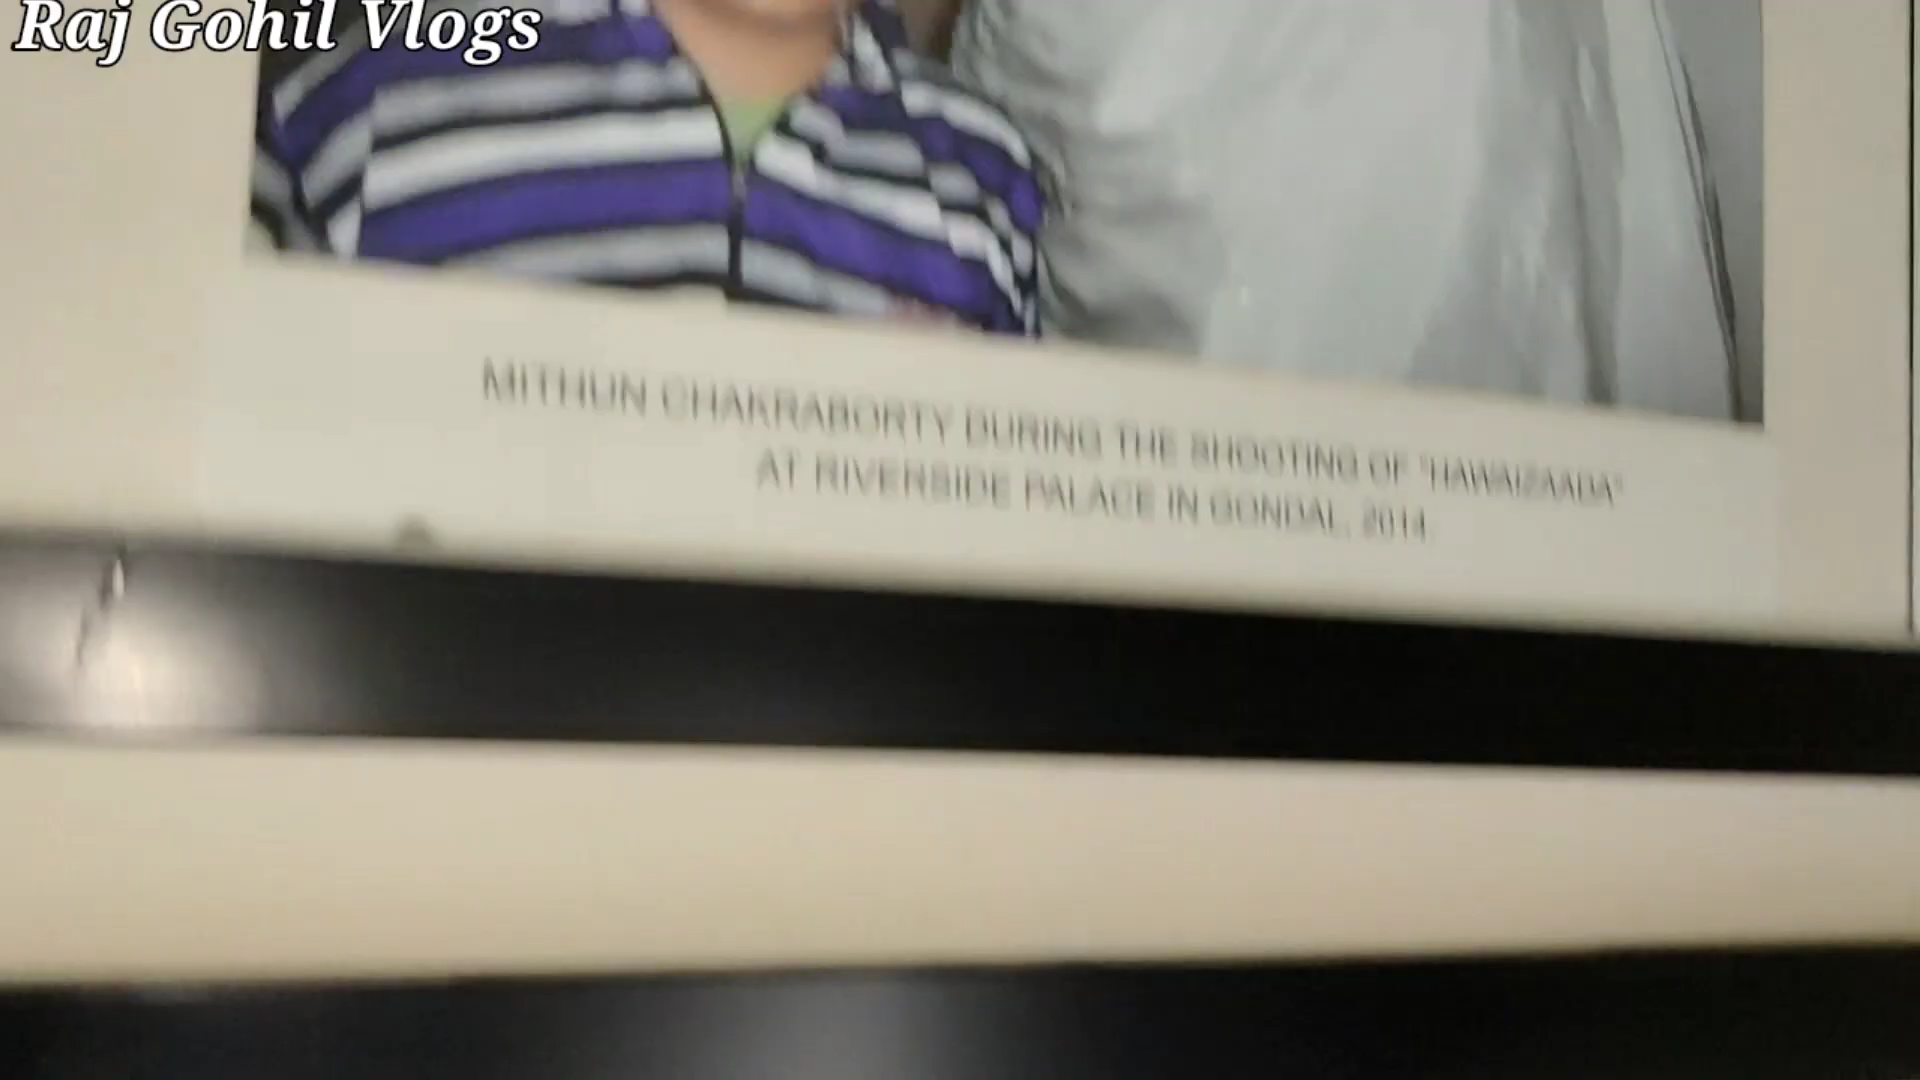 Raj Gohil Vlogs
MITHUN CHAKRABORTY DURING THE SHOOTING OF "HAWAIZAADA"
AT RIVERSIDE PALACE IN GONDAL, 2014.